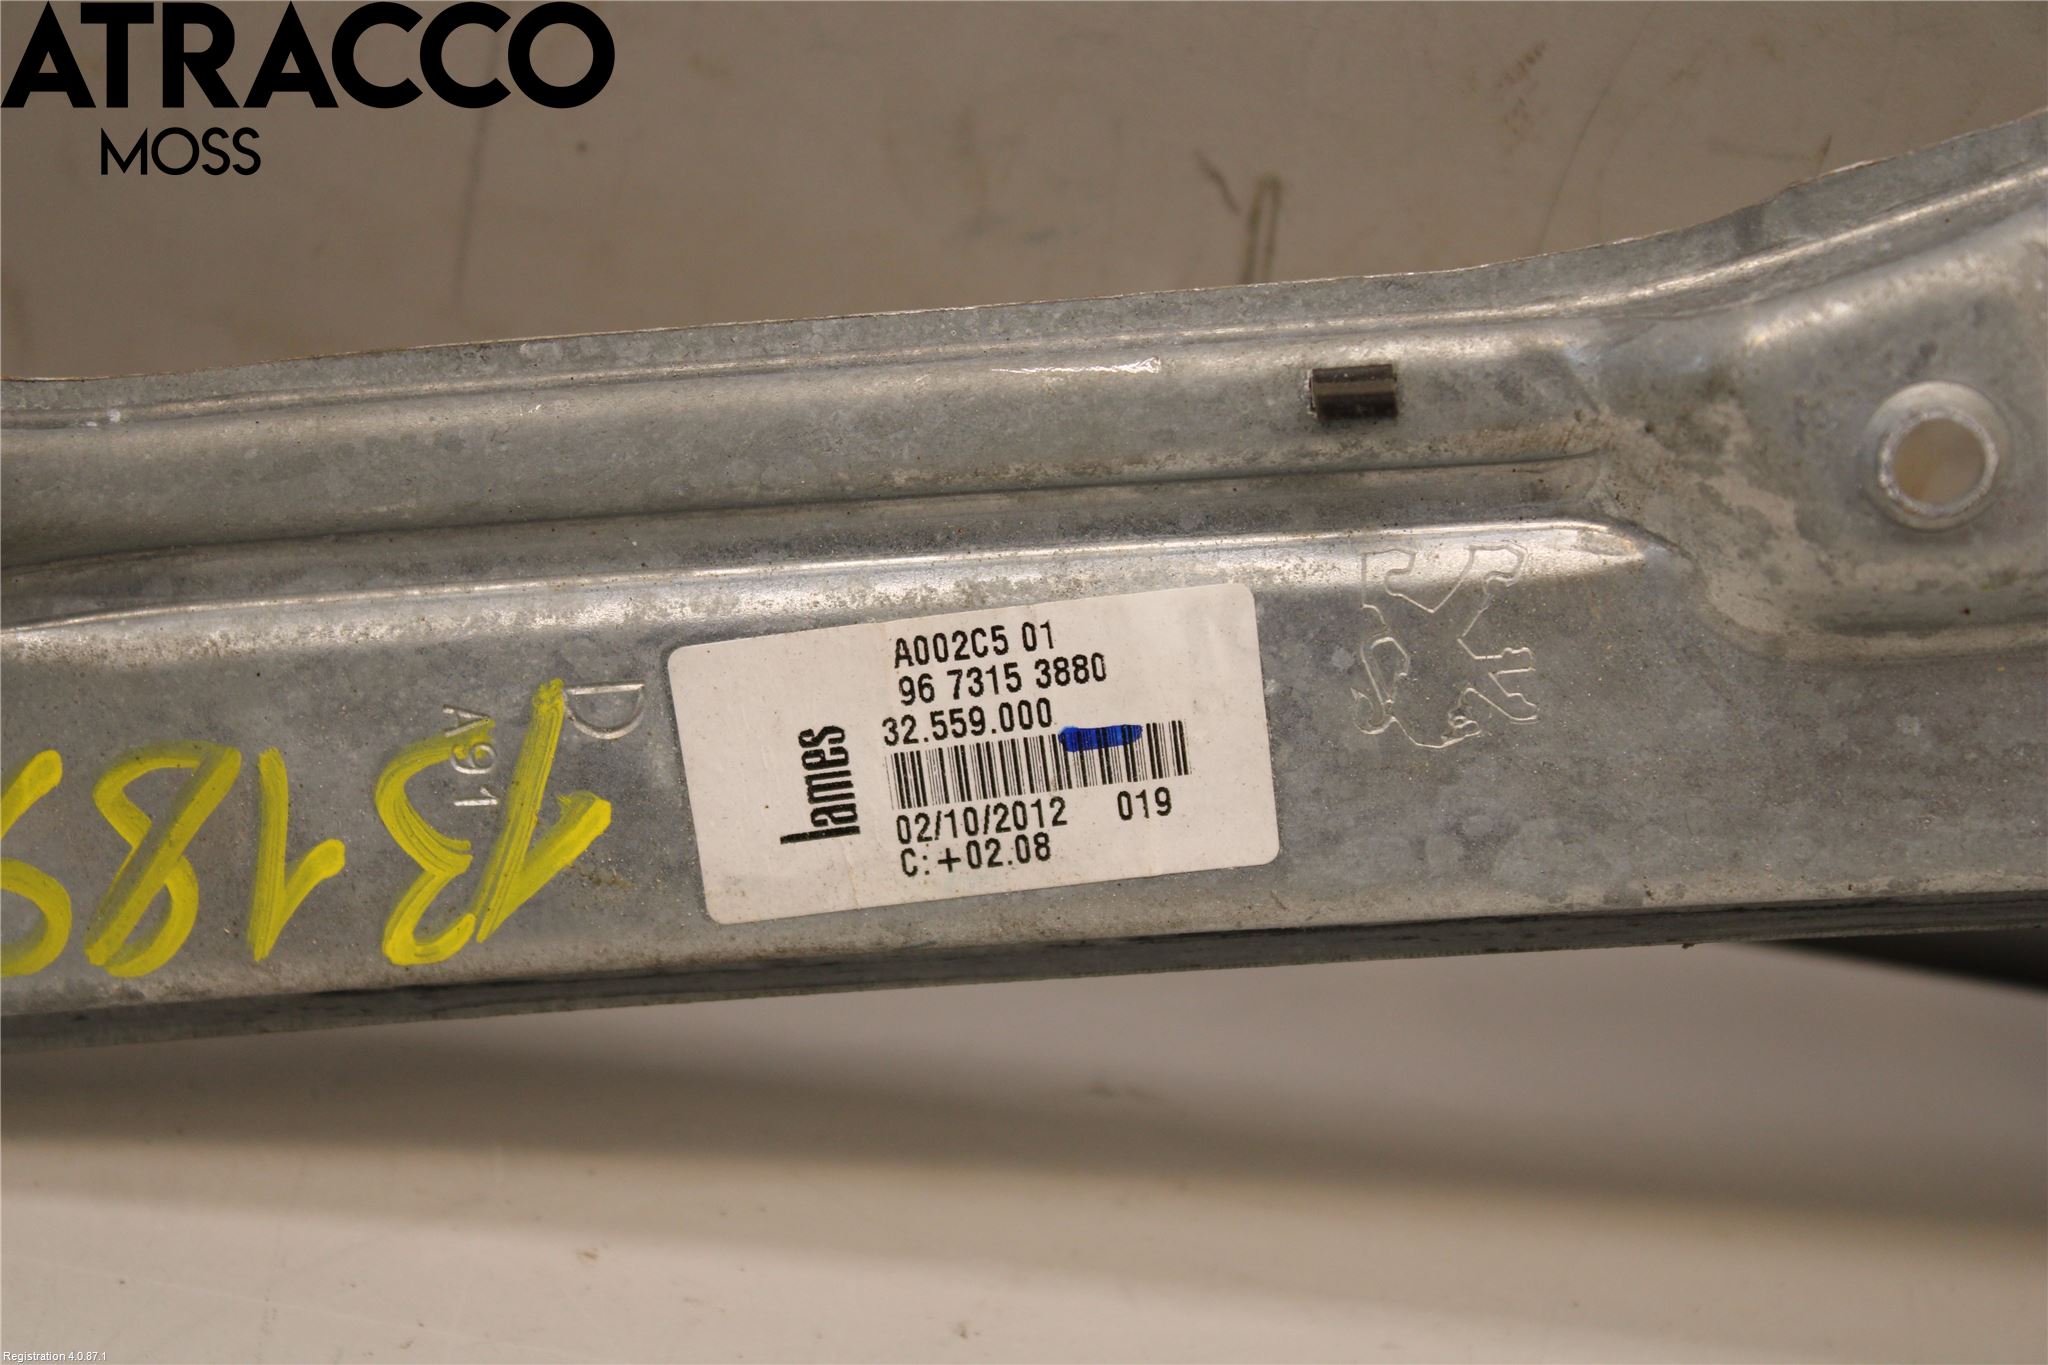 ATRACCO
MOSS
A002C5 01
96 7315 3880
32.559.000
lames
02/10/2012 019
C: +02.08
D
A91
Registration 4.0.87.1